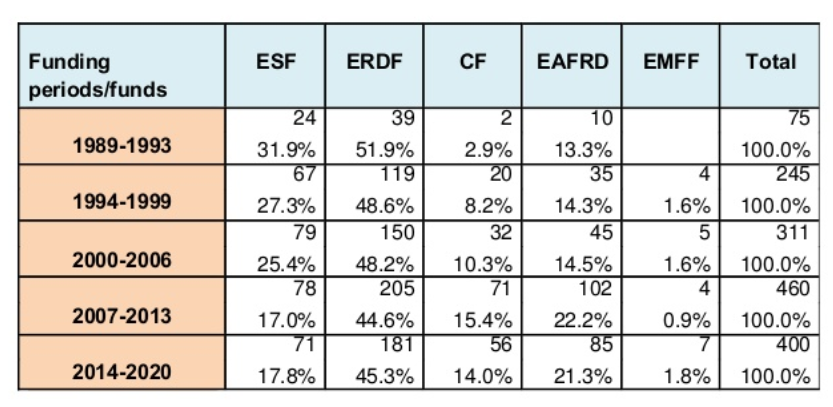 Funding periods/funds ESF ERDF CF EAFRD EMFF Total
1989-1993 24 39 2 10 75
31.9% 51.9% 2.9% 13.3% 100.0%
1994-1999 67 119 20 35 4 245
27.3% 48.6% 8.2% 14.3% 1.6% 100.0%
2000-2006 79 150 32 45 5 311
25.4% 48.2% 10.3% 14.5% 1.6% 100.0%
2007-2013 78 205 71 102 4 460
17.0% 44.6% 15.4% 22.2% 0.9% 100.0%
2014-2020 71 181 56 85 7 400
17.8% 45.3% 14.0% 21.3% 1.8% 100.0%